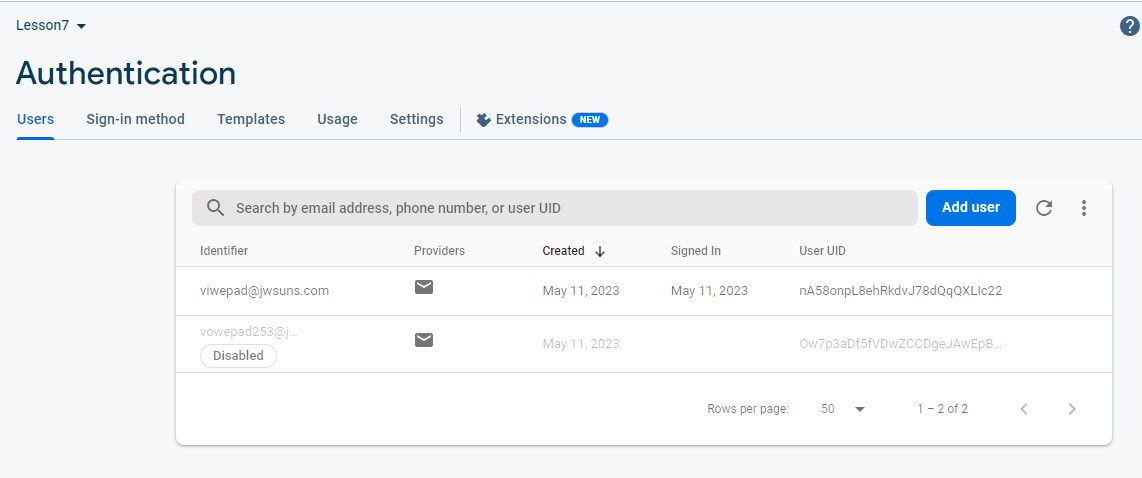 Lesson7
Authentication
Users Sign-in method Templates Usage Settings Extensions NEW
Search by email address, phone number, or user UID Add user
Identifier Providers Created Signed In User UID
viwepad@jwsuns.com May 11, 2023 May 11, 2023 nA58onpL8ehRkdvJ78dQqQXLIc22
vowepad253@j...
Disabled May 11, 2023 Ow7p3aDf5fVDwZCCDgeJAwEpB...
Rows per page: 50 1 – 2 of 2